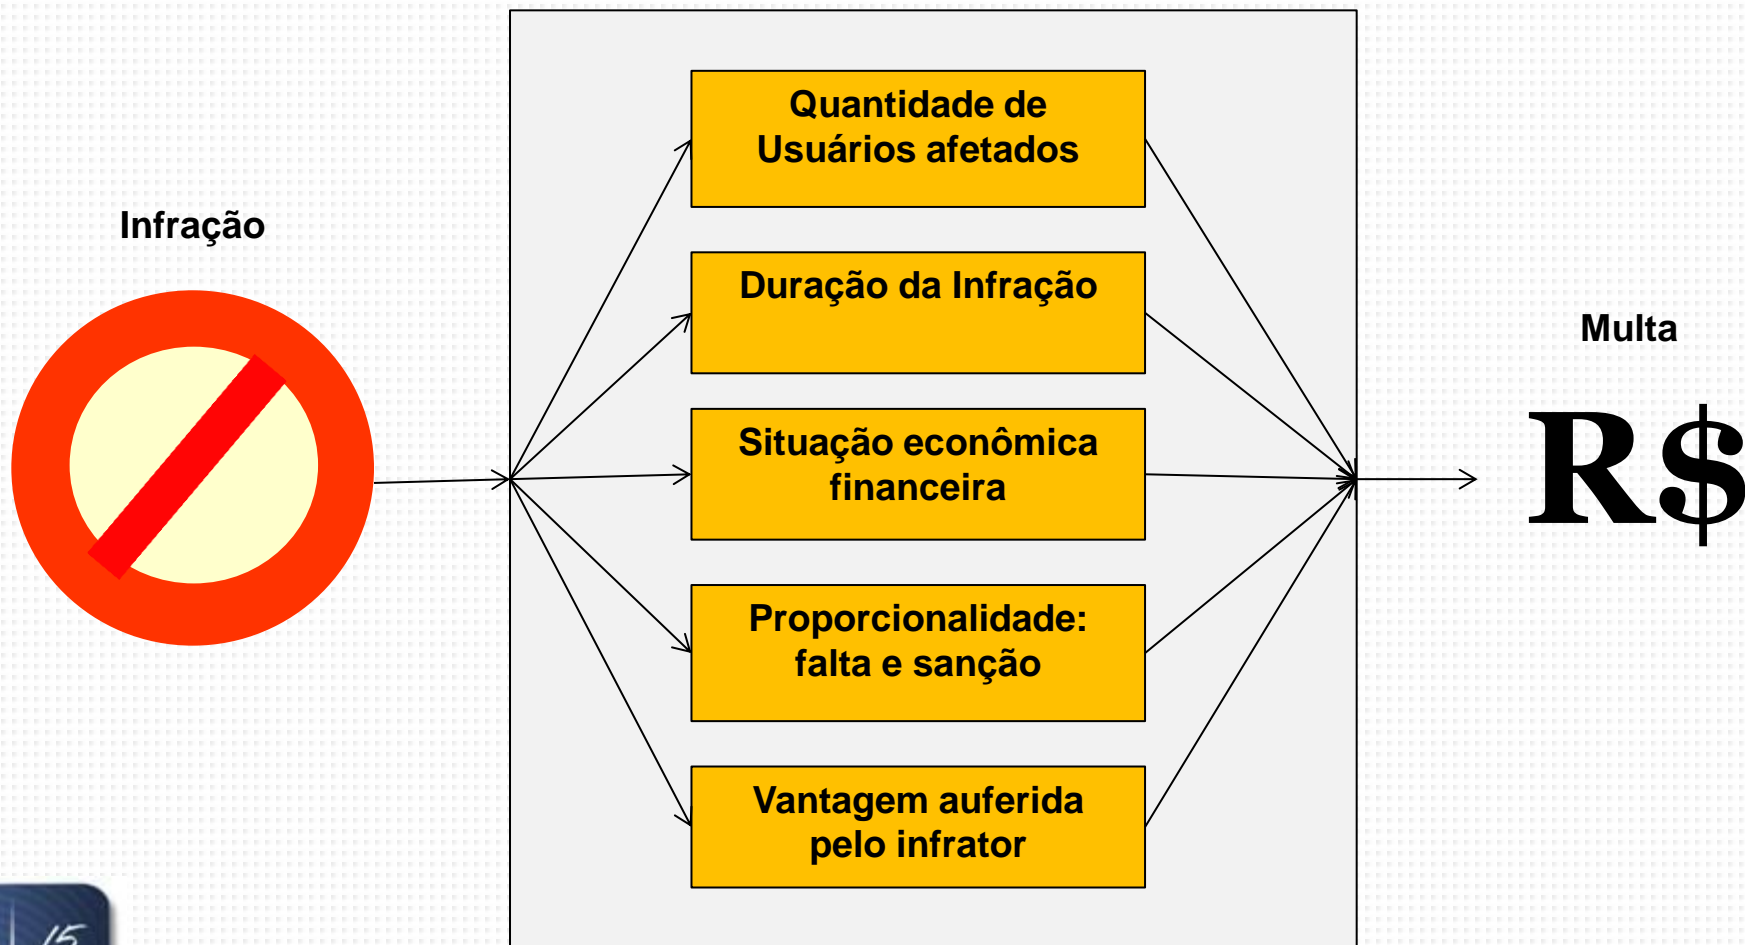 Infração
Quantidade de
Usuários afetados
Duração da Infração
Situação econômica
financeira
Proporcionalidade:
falta e sanção
Vantagem auferida
pelo infrator
Multa
R$
15